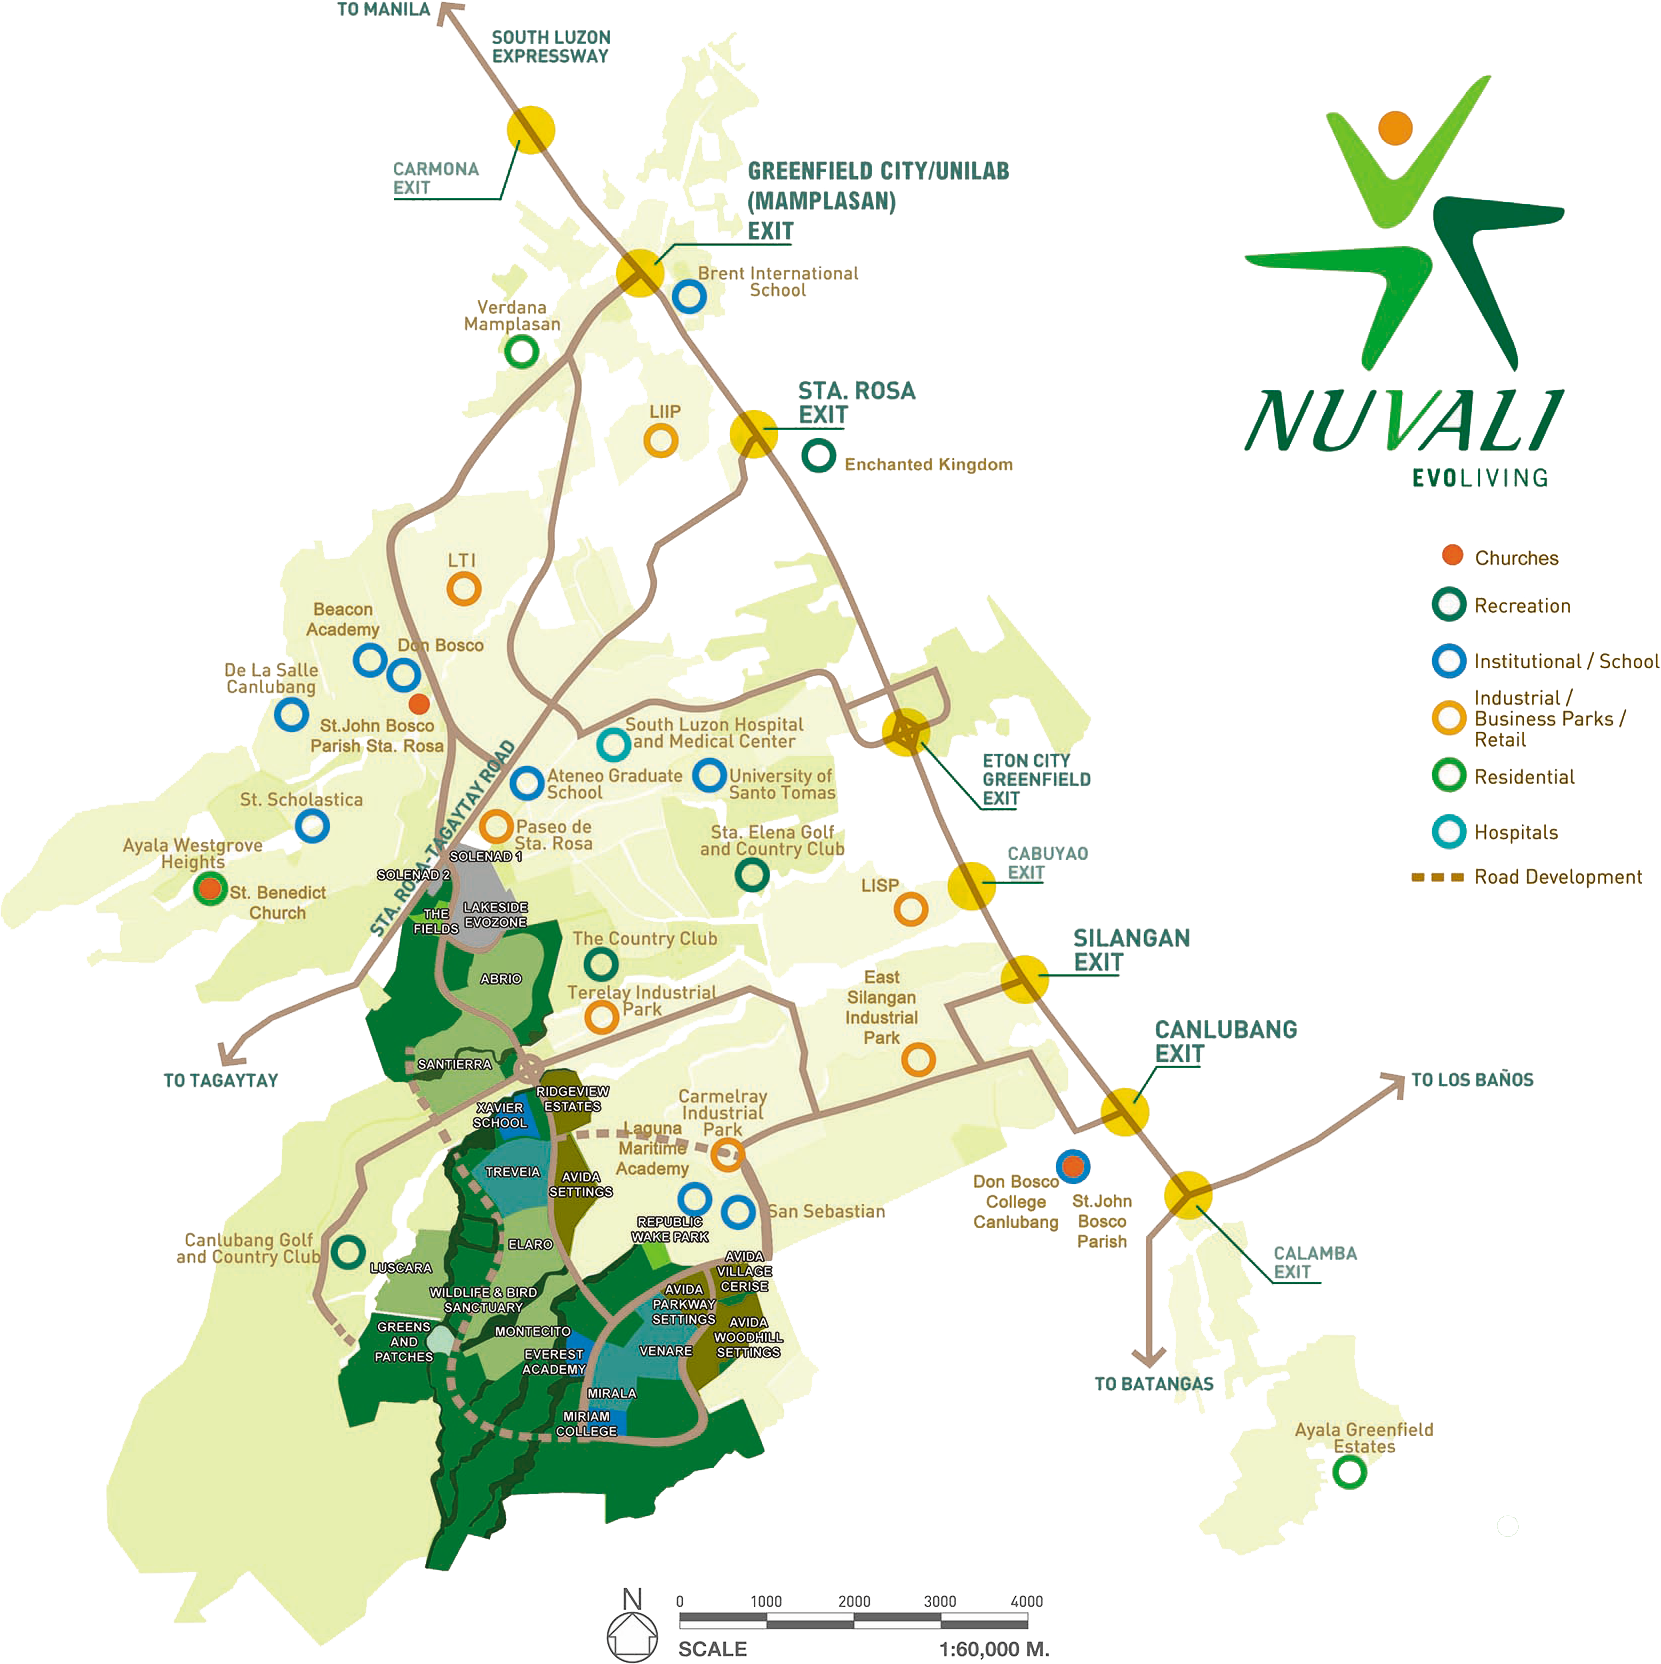 TO MANILA
SOUTH LUZON
EXPRESSWAY
CARMONA
EXIT
GREENFIELD CITY/UNILAB
(MAMPLASAN)
EXIT
Brent International
School
Verdana
Mamplasan
LIIP
STA. ROSA
EXIT
Enchanted Kingdom
NUVALI
EVOLIVING
Churches
Recreation
Institutional / School
Industrial /
Business Parks /
Retail
Residential
Hospitals
Road Development
LTI
Beacon
Academy
Don Bosco
De La Salle
Canlubang
St.John Bosco
Parish Sta. Rosa
South Luzon Hospital
and Medical Center
Ateneo Graduate
School
University of
Santo Tomas
ETON CITY
GREENFIELD
EXIT
STA. ROSA-TAGAYTAY ROAD
St. Scholastica
Paseo de
Sta. Rosa
Sta. Elena Golf
and Country Club
Ayala Westgrove
Heights
St. Benedict
Church
SOLENAD 1
SOLENAD 2
CABUYAO
EXIT
LISP
THE
FIELDS
LAKESIDE
EVOZONE
The Country Club
SILANGAN
EXIT
ABRIO
Terelay Industrial
Park
East
Silangan
Industrial
Park
CANLUBANG
EXIT
TO TAGAYTAY
SANTIERRA
TO LOS BAÑOS
RIDGEVIEW
ESTATES
XAVIER
SCHOOL
Carmelray
Industrial
Park
Laguna
Maritime
Academy
TREVEIA
AVIDA
SETTINGS
Don Bosco
College
Canlubang
St.John
Bosco
Parish
San Sebastian
REPUBLIC
WAKE PARK
Canlubang Golf
and Country Club
ELARO
LUSCARA
AVIDA
VILLAGE
CERISE
CALAMBA
EXIT
WILDLIFE & BIRD
SANCTUARY
AVIDA
PARKWAY
SETTINGS
GREENS
AND
PATCHES
MONTECITO
AVIDA
WOODHILL
SETTINGS
EVEREST
ACADEMY
VENARE
MIRALA
TO BATANGAS
MIRIAM
COLLEGE
Ayala Greenfield
Estates
N
0 1000 2000 3000 4000
SCALE 1:60,000 M.